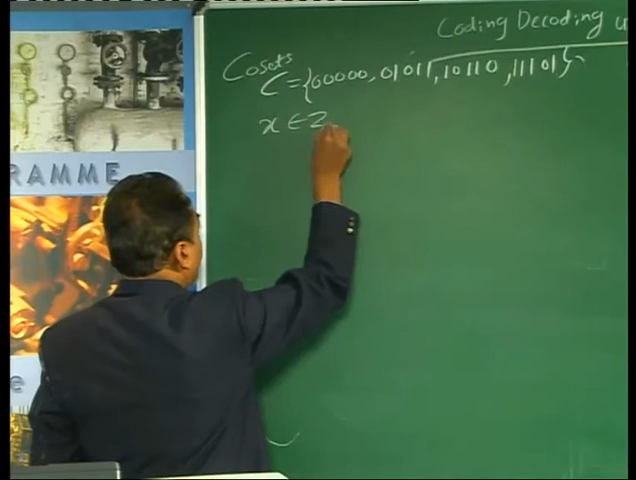 Coding Decoding u
Cosets
C = {00000, 01011, 10110, 11101}
x ∈ Z
RAMME
e